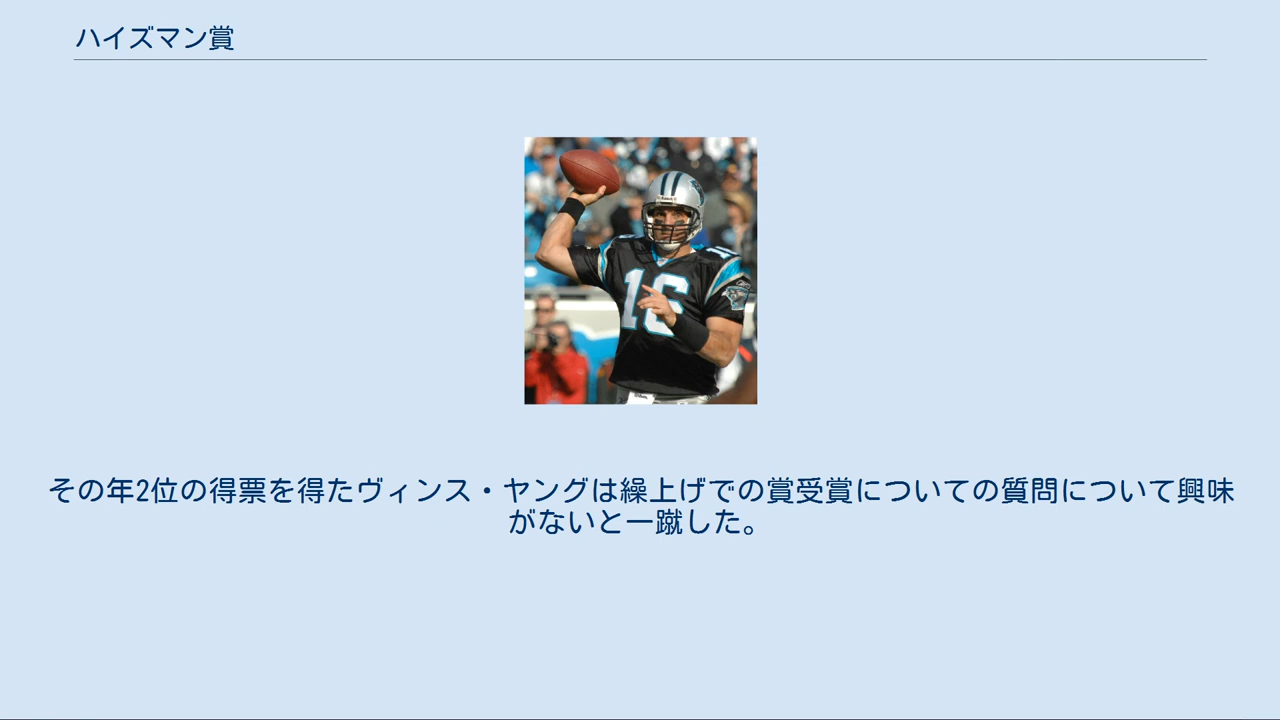 ハイズマン賞
16
その年2位の得票を得たヴィンス・ヤングは繰上げでの賞受賞についての質問について興味
がないと一蹴した。